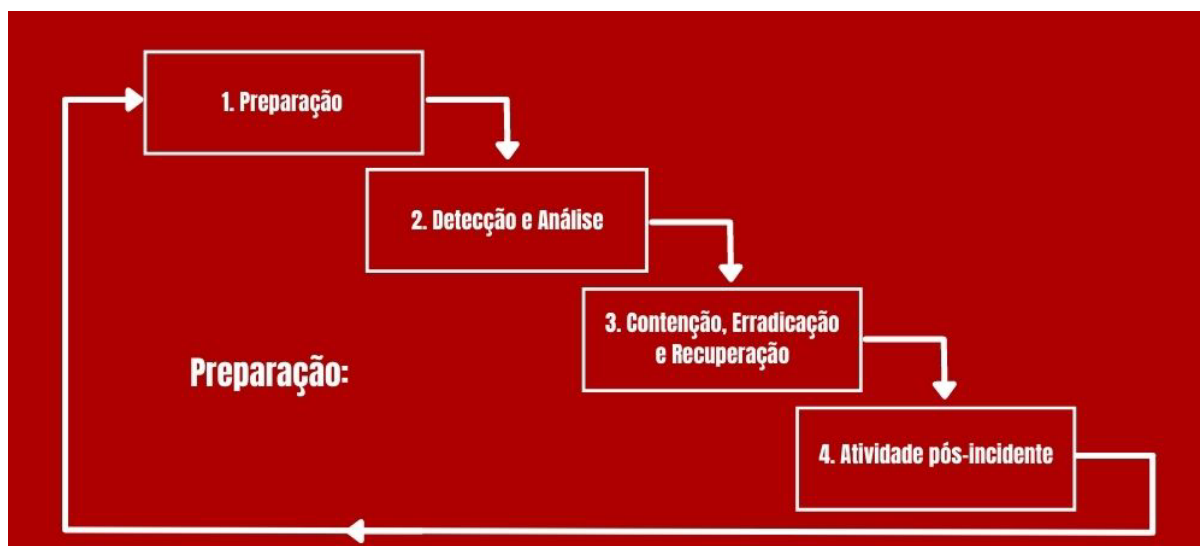 1. Preparação
2. Detecção e Análise
3. Contenção, Erradicação
e Recuperação
Preparação:
4. Atividade pós-incidente